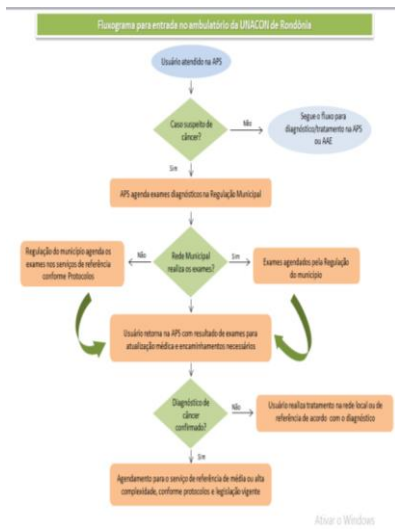 Fluxograma para entrada no ambulatório da UNACON de Rondônia
Usuário atendido na APS
Caso suspeito de
câncer?
Não
Segue o fluxo para
diagnóstico/tratamento na APS
ou AAE
Sim
APS agenda exames diagnósticos na Regulação Municipal
Regulação do município agenda os
exames nos serviços de referência
conforme Protocolos
Não
Rede Municipal
realiza os exames?
Sim
Exames agendados pela Regulação
do município
Usuário retorna na APS com resultado de exames para
atualização médica e encaminhamentos necessários
Diagnóstico de
câncer
confirmado?
Não
Usuário realiza tratamento na rede local ou de
referência de acordo com o diagnóstico
Sim
Agendamento para o serviço de referência de média ou alta
complexidade, conforme protocolos e legislação vigente
Ativar o Windows